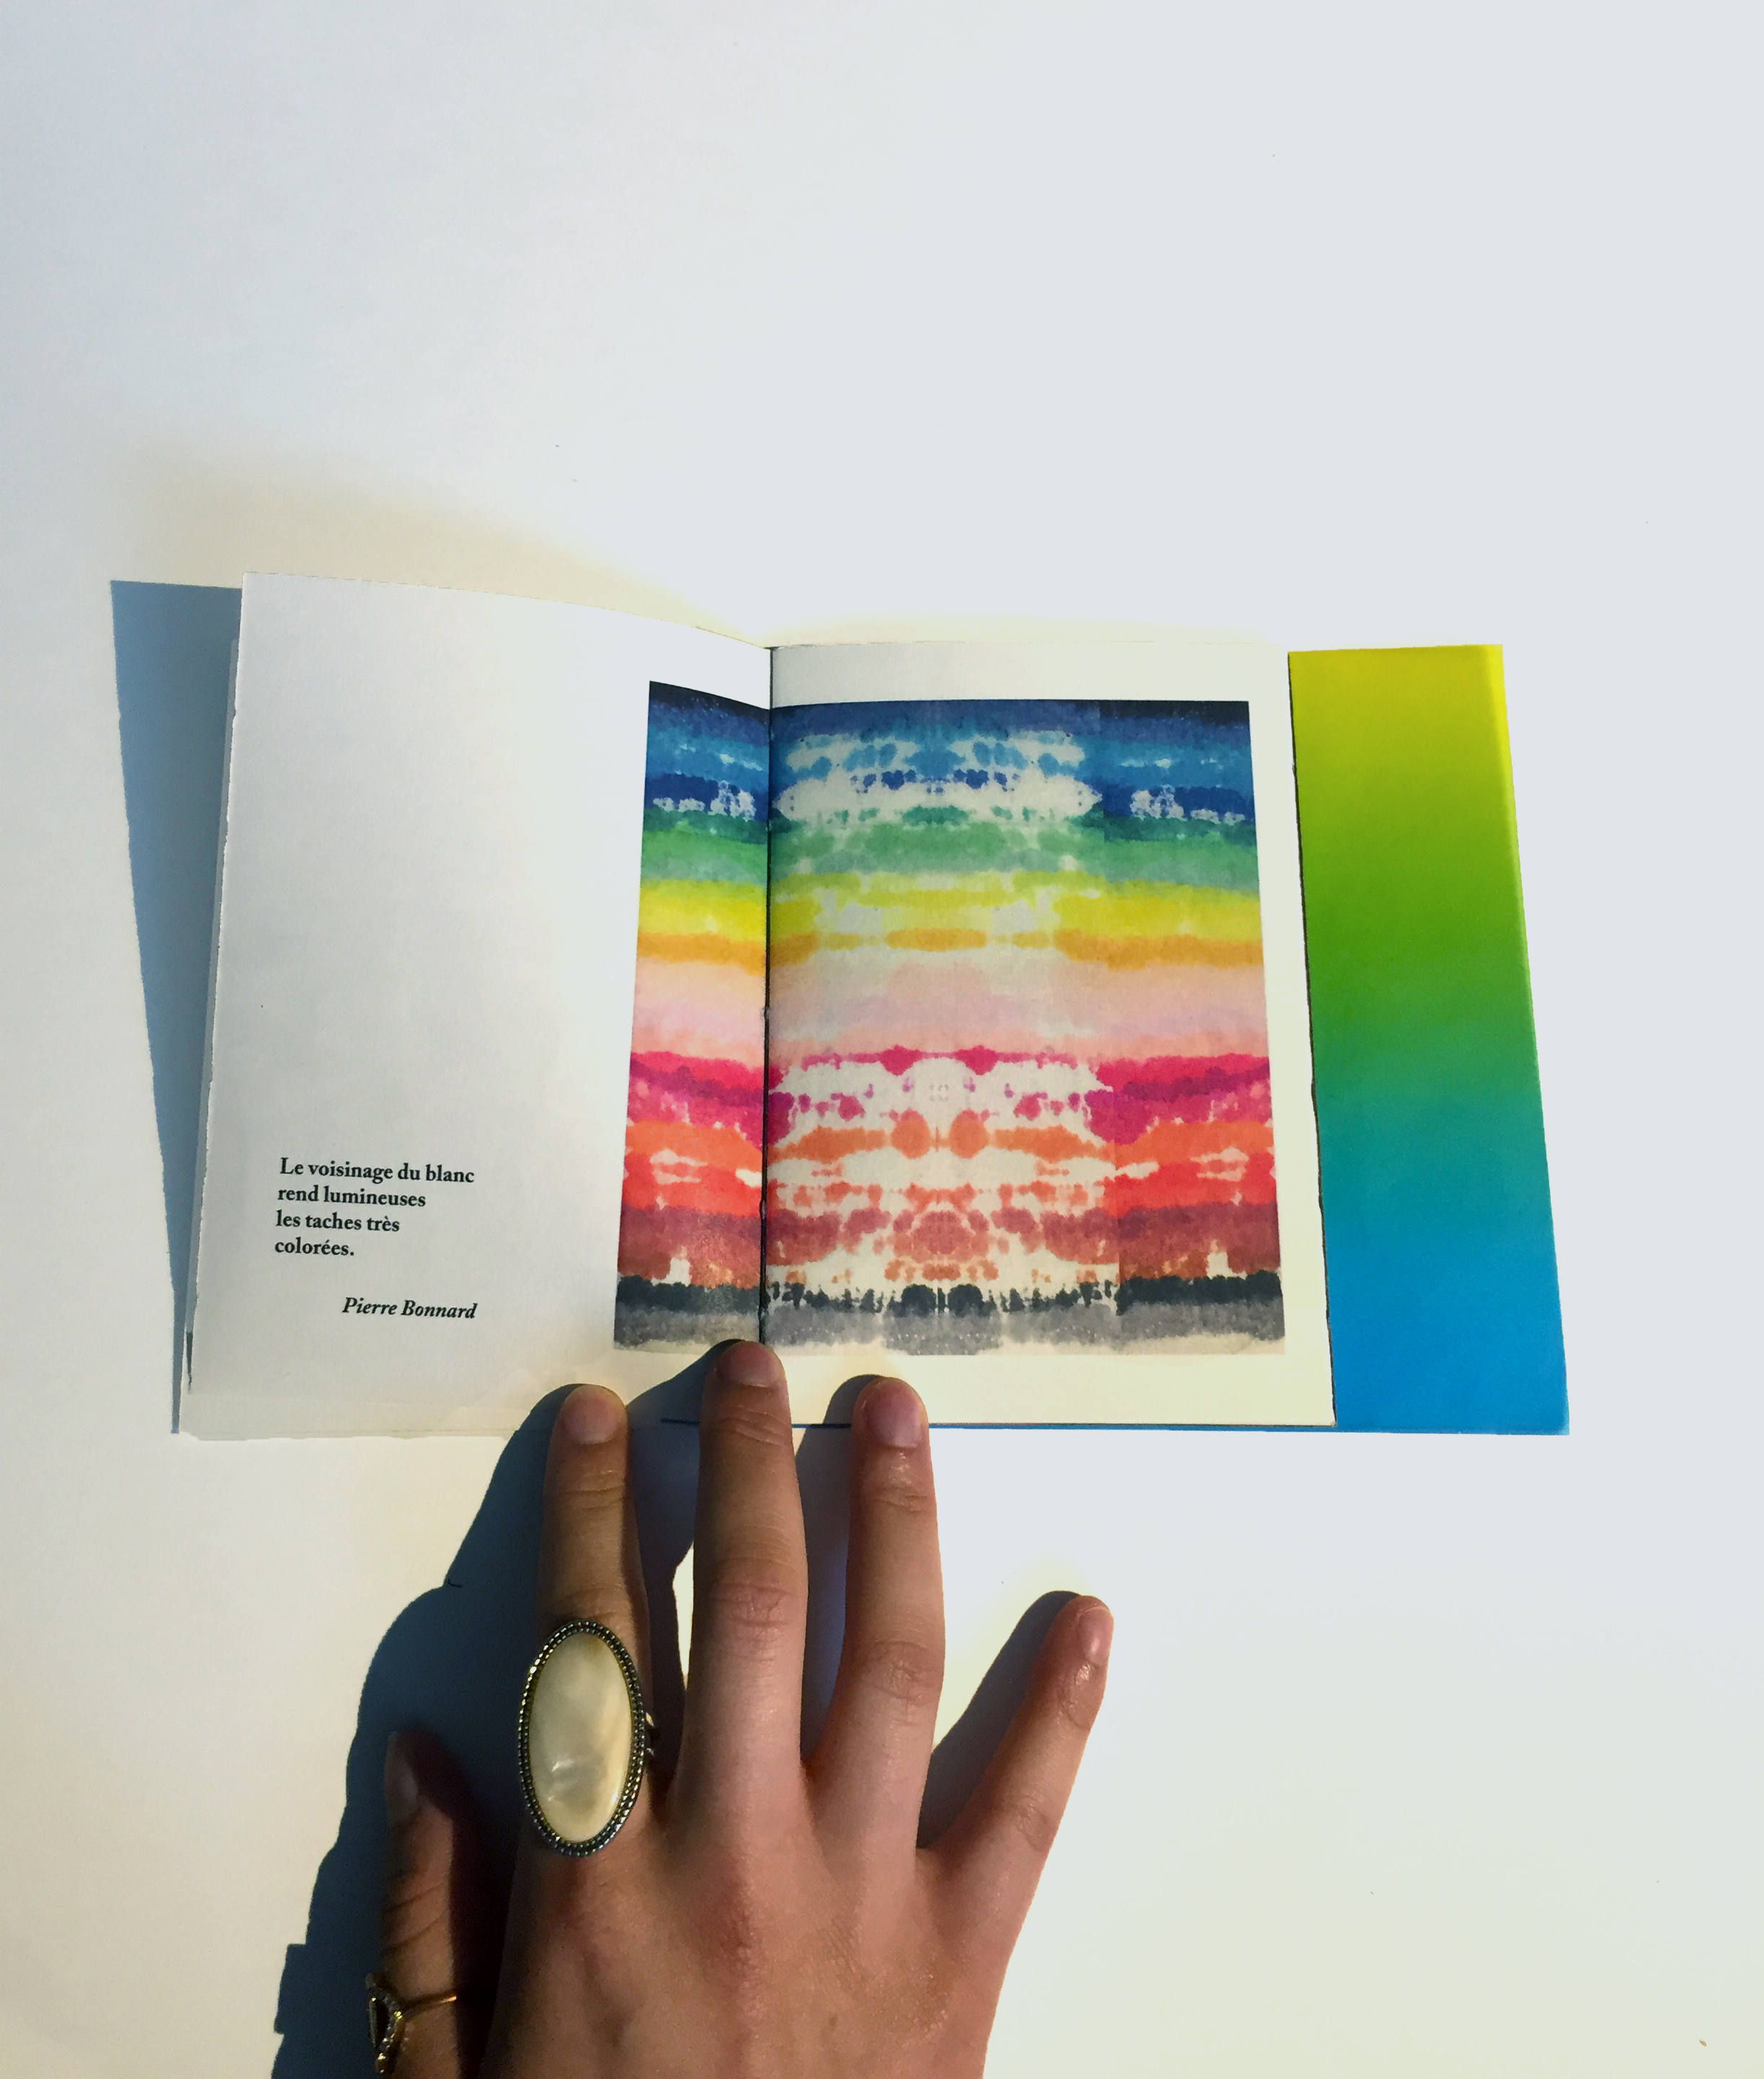 Le voisinage du blanc
rend lumineuses
les taches très
colorées.
Pierre Bonnard